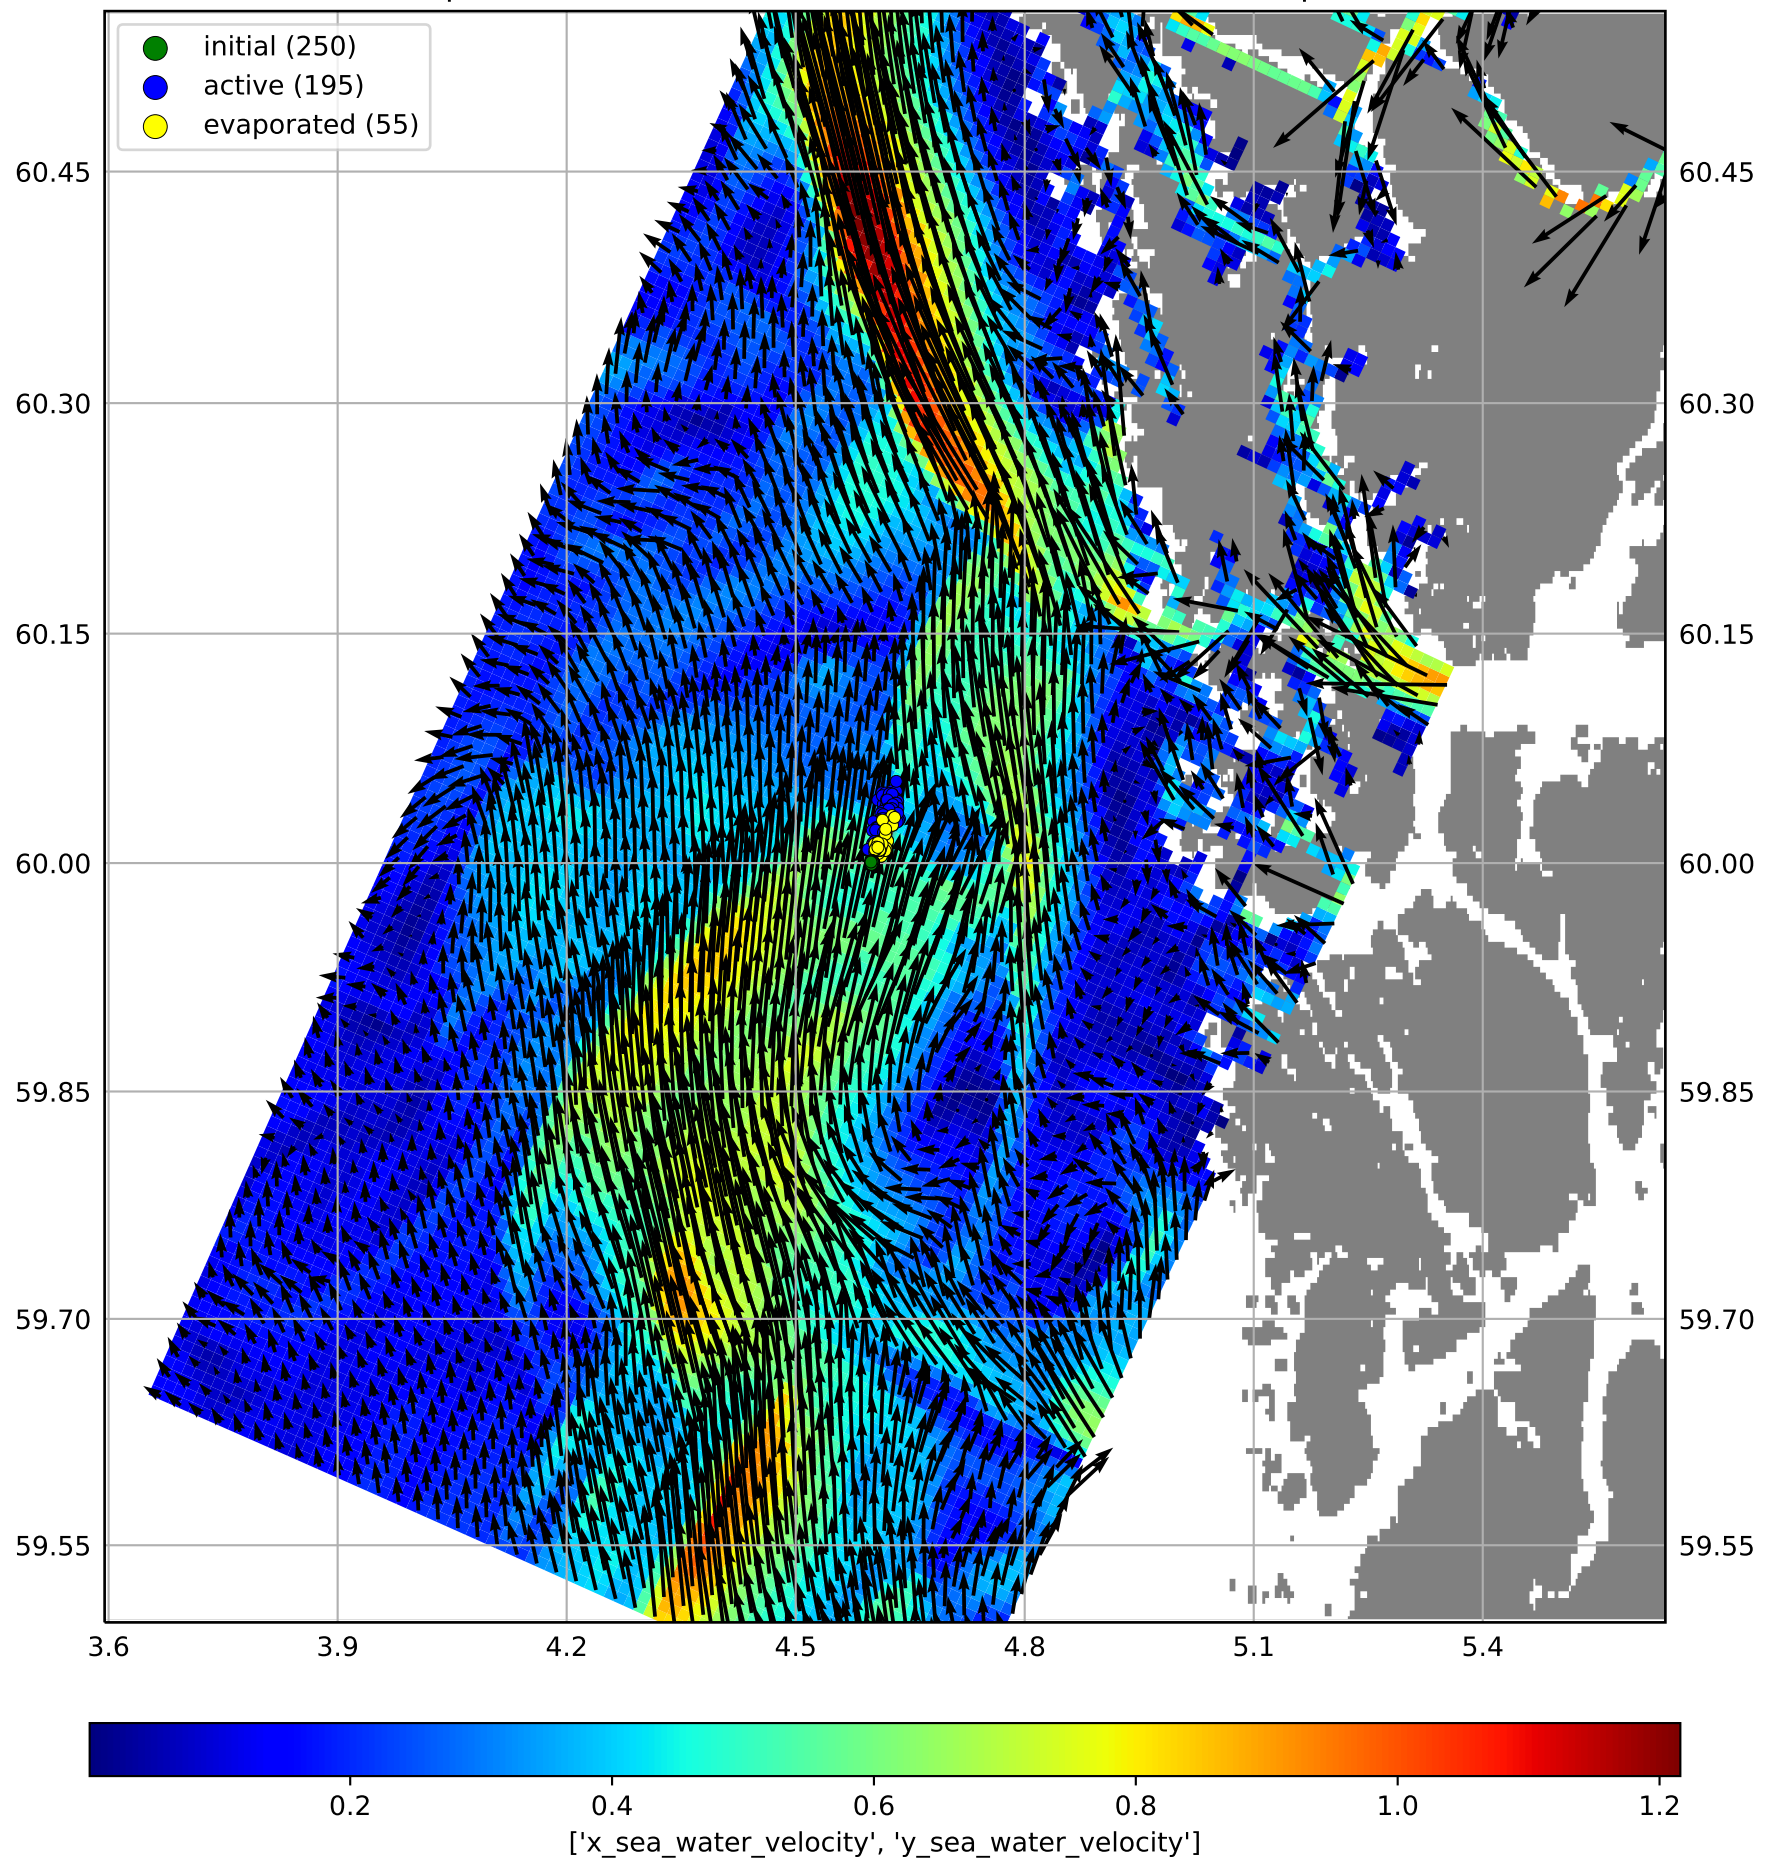 initial (250)
active (195)
evaporated (55)
60.45 60.45
60.30 60.30
60.15 60.15
60.00 60.00
59.85 59.85
59.70 59.70
59.55 59.55
3.6 3.9 4.2 4.5 4.8 5.1 5.4
0.2 0.4 0.6 0.8 1.0 1.2
['x_sea_water_velocity', 'y_sea_water_velocity']